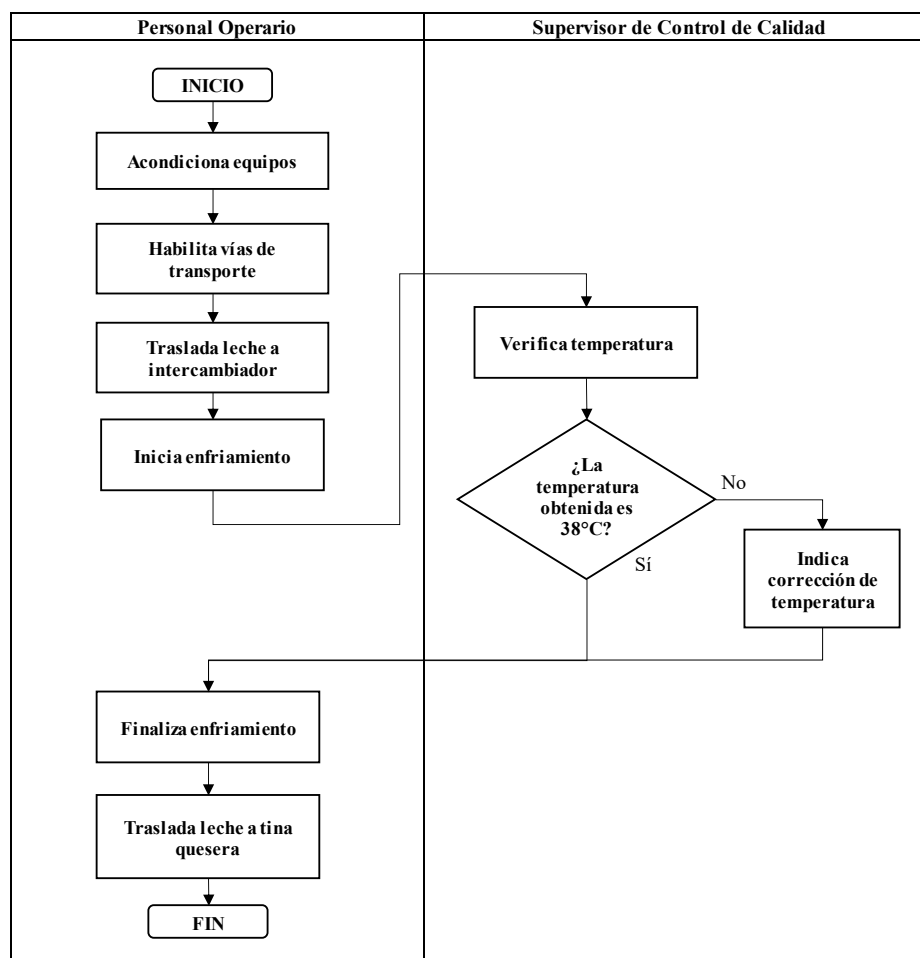 Personal Operario
Supervisor de Control de Calidad
INICIO
Acondiciona equipos
Habilita vías de
transporte
Traslada leche a
intercambiador
Inicia enfriamiento
Verifica temperatura
¿La
temperatura
obtenida es
38°C?
No
Sí
Indica
corrección de
temperatura
Finaliza enfriamiento
Traslada leche a tina
quesera
FIN